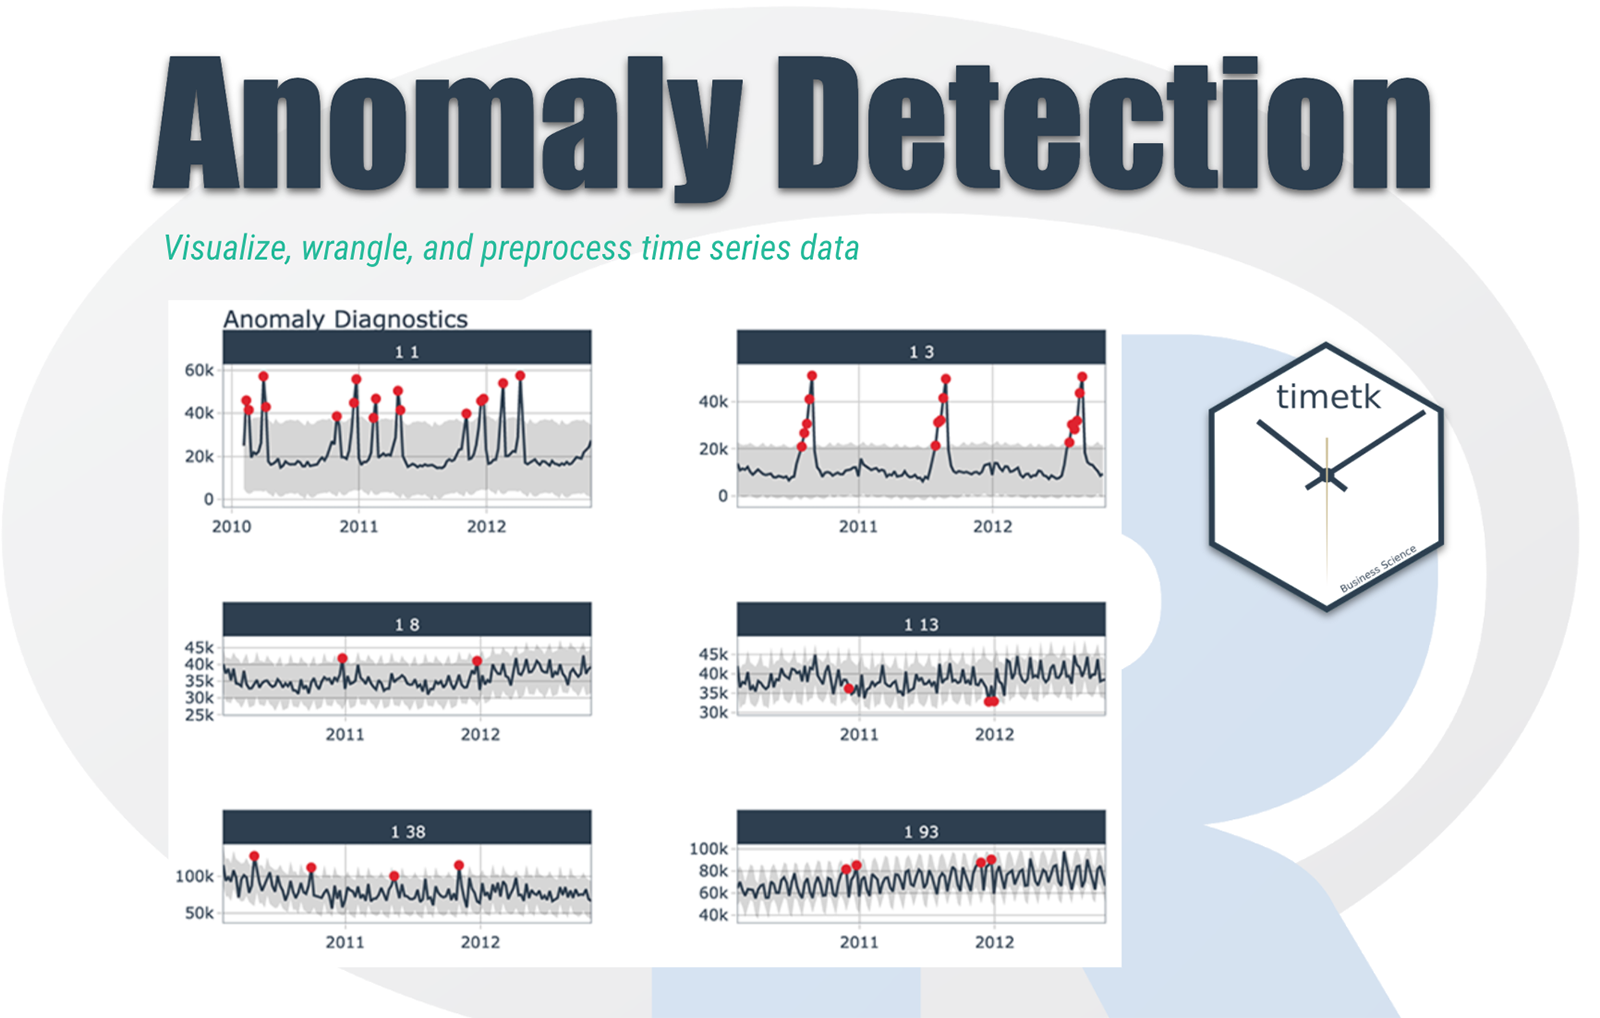 Anomaly Detection
Visualize, wrangle, and preprocess time series data
Anomaly Diagnostics
1 1
60k
40k
20k
0
2010 2011 2012
1 3
40k
20k
0
2011 2012
timetk
Business Science
1 8
45k
40k
35k
30k
25k
2011 2012
1 13
45k
40k
35k
30k
2011 2012
1 38
100k
50k
2011 2012
1 93
100k
80k
60k
40k
2011 2012